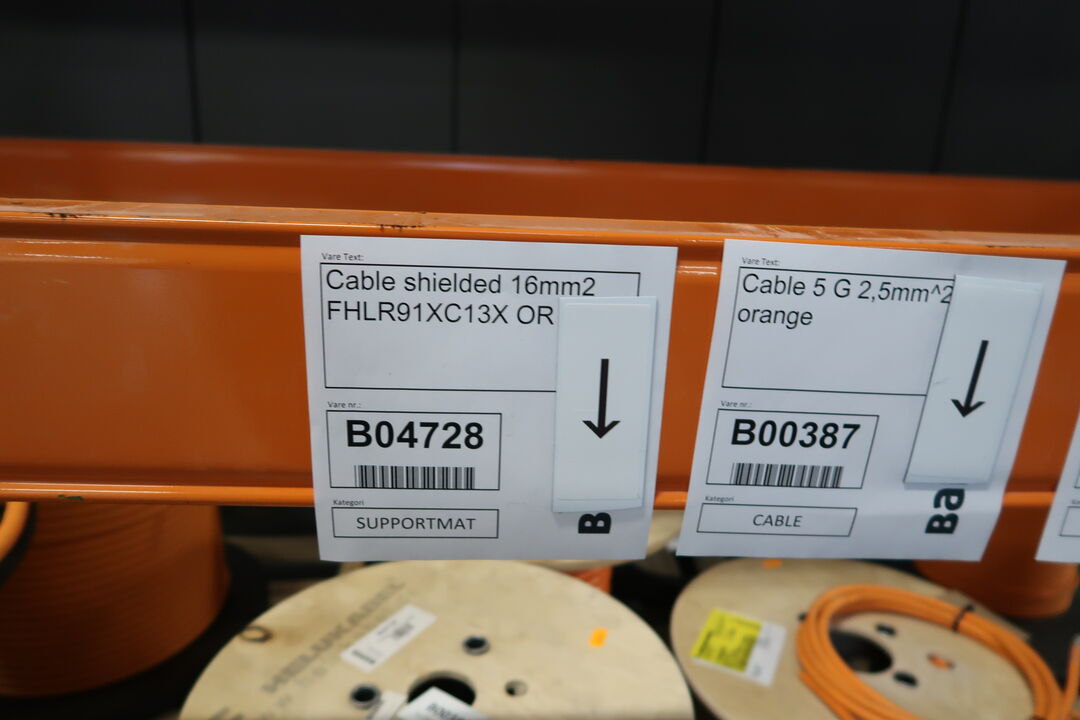 Vare Text:
Cable shielded 16mm2
FHLR91XC13X OR
Vare nr.:
B04728
Kategori
SUPPORTMAT
B
Vare Text:
Cable 5 G 2,5mm^2
orange
Vare nr.:
B00387
Kategori
CABLE
Ba